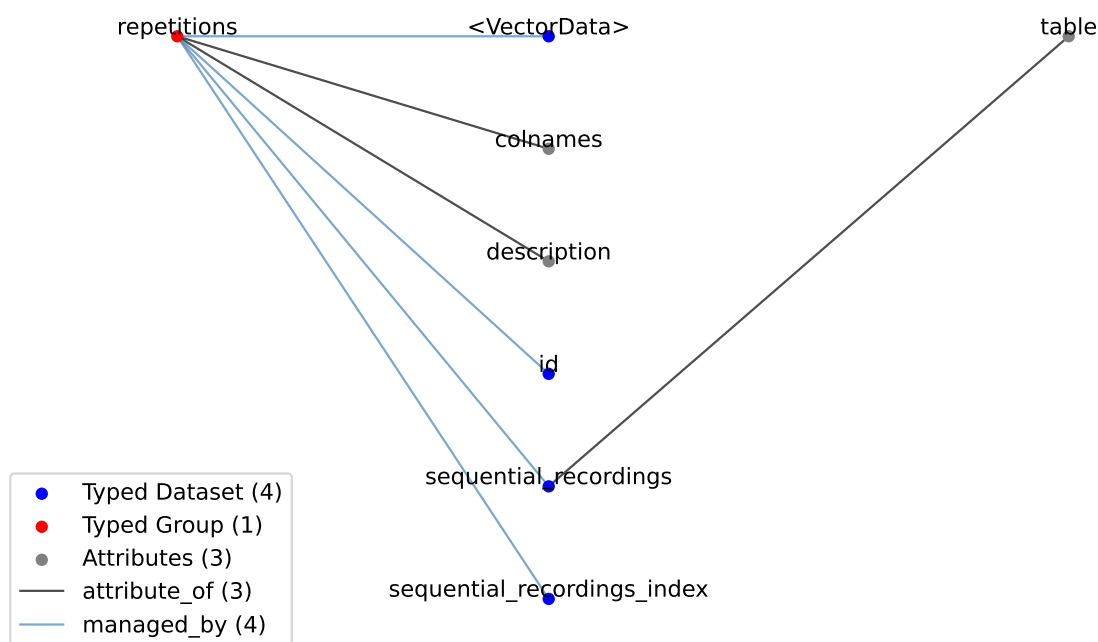 repetitions
<VectorData>
table
colnames
description
id
sequential_recordings
sequential_recordings_index
Typed Dataset (4)
Typed Group (1)
Attributes (3)
attribute_of (3)
managed_by (4)